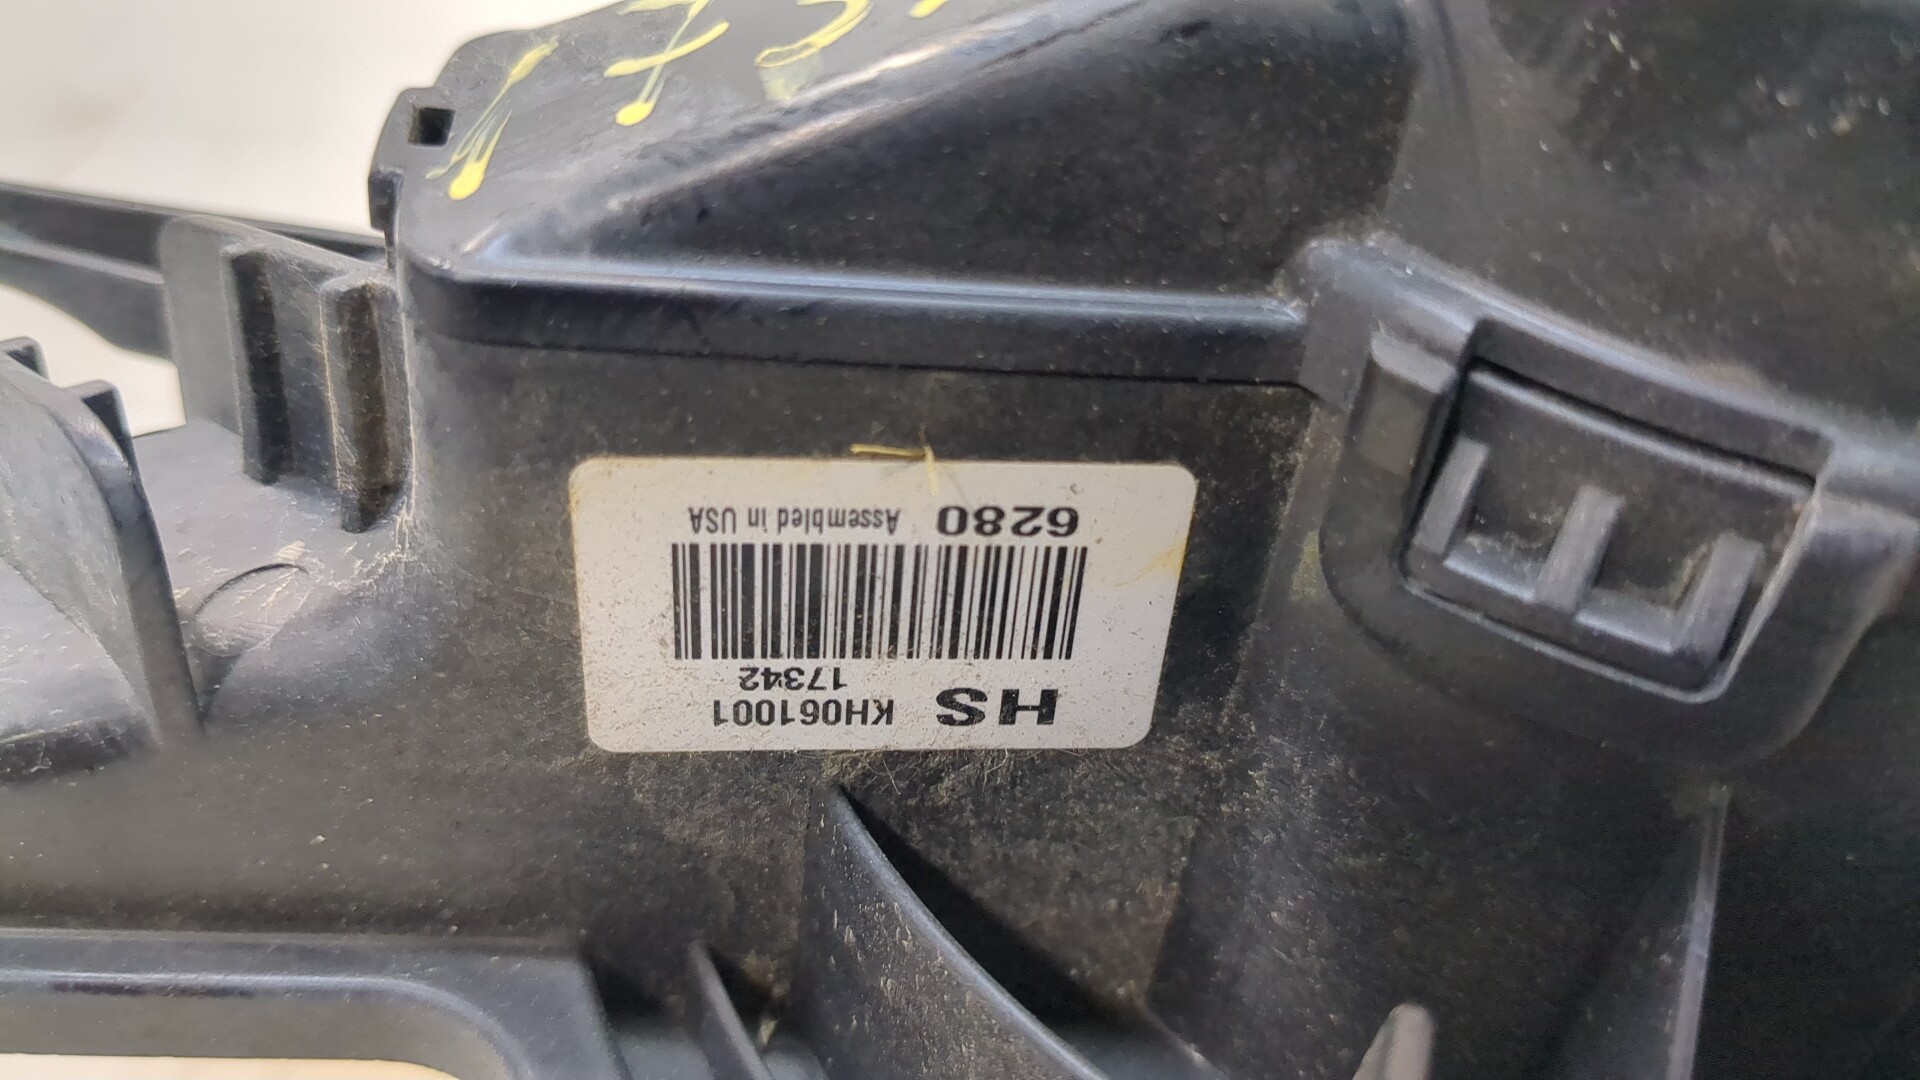 HS KH061001
17342
6280 Assembled in USA